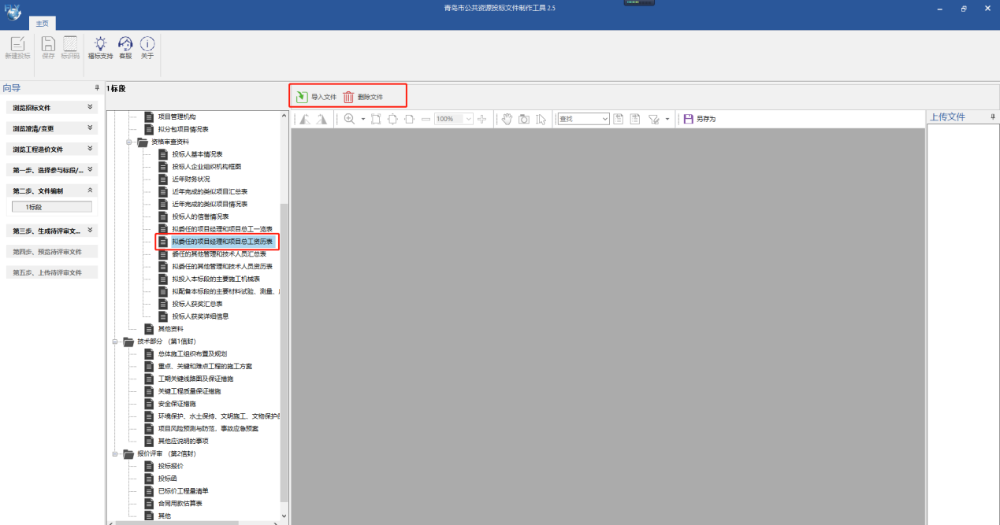 青岛市公共资源投标文件制作工具 2.5
主页
新建投标
保存
标识码
福标支持
客服
关于
向导
1标段
导入文件
删除文件
浏览招标文件
浏览澄清/变更
浏览工程造价文件
第一步、选择参与标段/...
第二步、文件编制
1标段
第三步、生成待评审文...
第四步、预览待评审文件
第五步、上传待评审文件
项目管理机构
拟分包项目情况表
资格审查资料
投标人基本情况表
投标人企业组织机构框图
近年财务状况
近年完成的类似项目汇总表
近年完成的类似项目情况表
投标人的信誉情况表
拟委任的项目经理和项目总工一览表
拟委任的项目经理和项目总工资历表
委任的其他管理和技术人员汇总表
拟委任的其他管理和技术人员资历表
拟投入本标段的主要施工机械表
拟配备本标段的主要材料试验、测量、
投标人获奖汇总表
投标人获奖详细信息
其他资料
技术部分 (第1信封)
总体施工组织布置及规划
重点、关键和难点工程的施工方案
工期关键线路图及保证措施
关键工程质量保证措施
安全保证措施
环境保护、水土保持、文明施工、文物保护
项目风险预测与防范，事故应急预案
其他应说明的事项
报价评审 (第2信封)
投标报价
投标函
已标价工程量清单
合同用款估算表
其他
100%
查找
另存为
上传文件